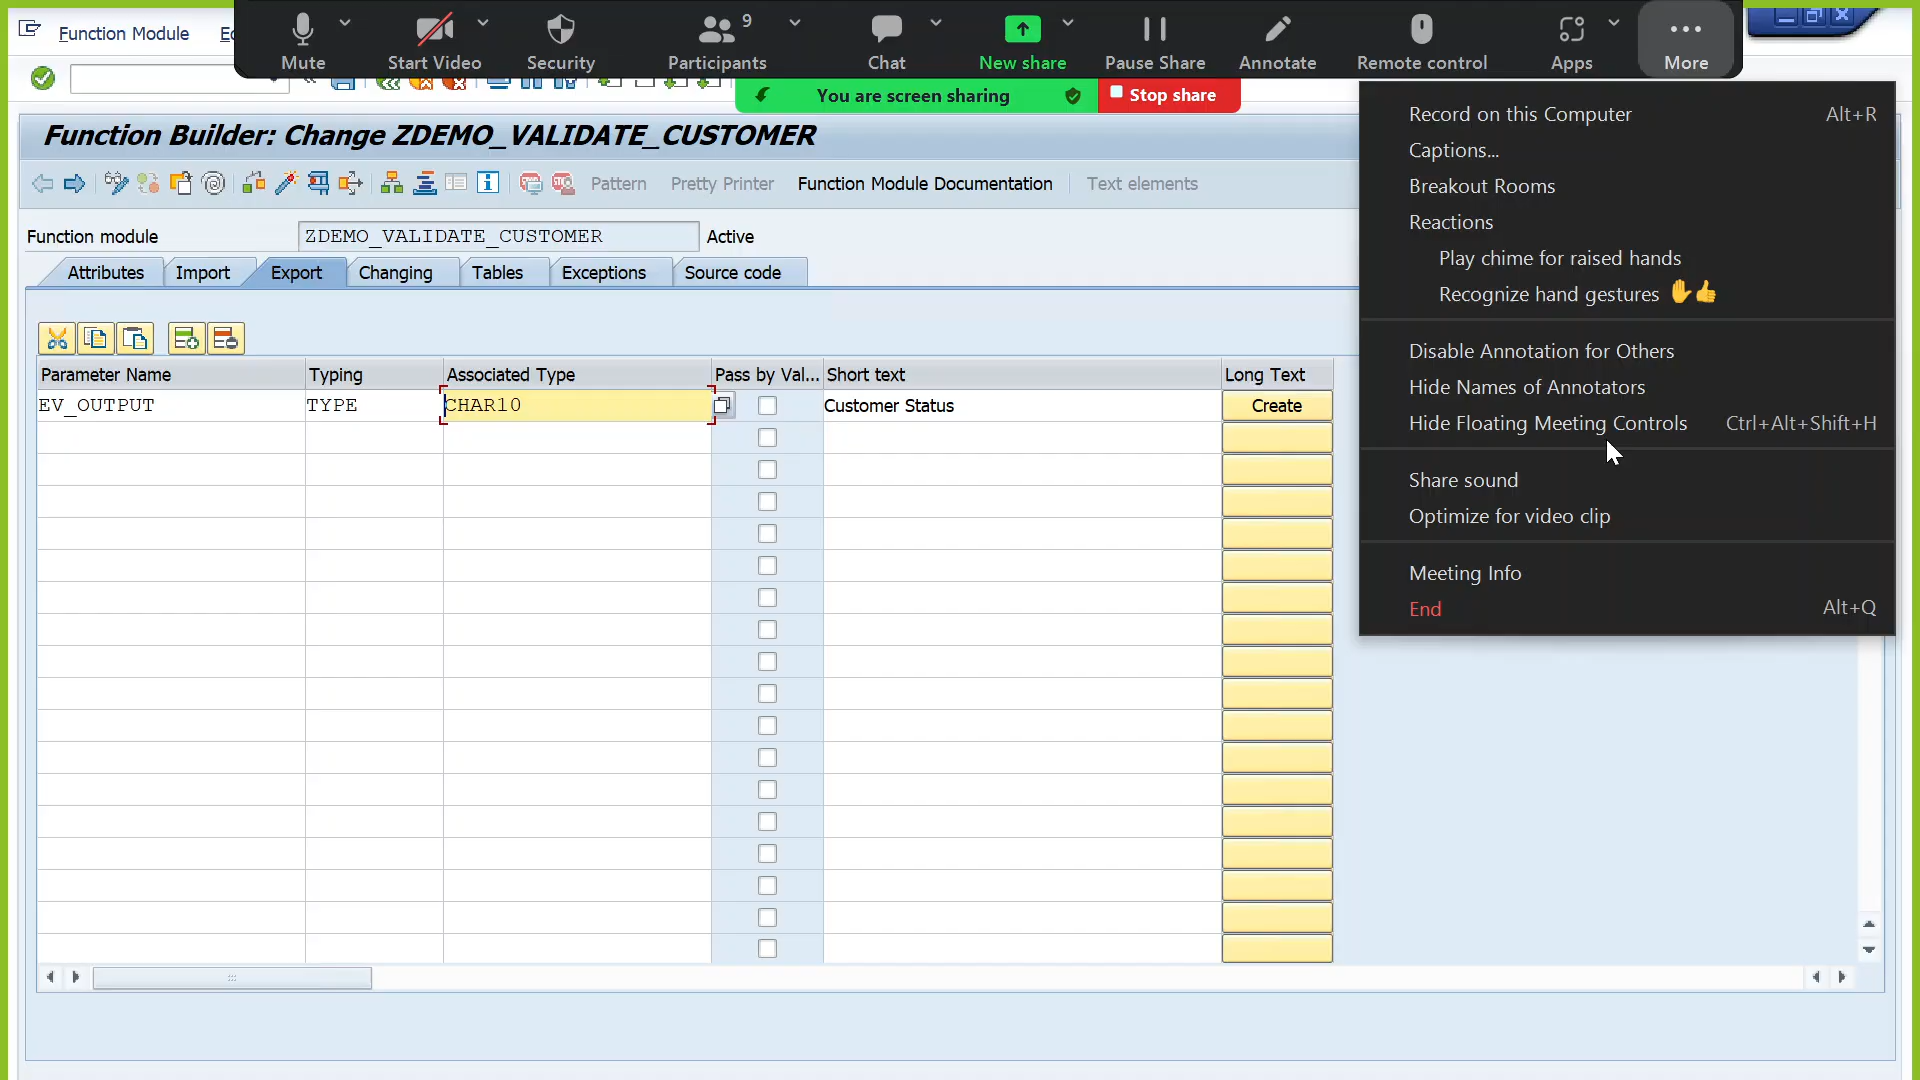 Function Module
Mute
Start Video
Security
Participants
9
Chat
New share
Pause Share
Annotate
Remote control
Apps
More
You are screen sharing
Stop share
Function Builder: Change ZDEMO_VALIDATE_CUSTOMER
Pattern
Pretty Printer
Function Module Documentation
Text elements
Function module
ZDEMO_VALIDATE_CUSTOMER
Active
Attributes
Import
Export
Changing
Tables
Exceptions
Source code
Parameter Name
Typing
Associated Type
Pass by Val...
Short text
Long Text
EV_OUTPUT
TYPE
CHAR10
Customer Status
Create
Record on this Computer
Alt+R
Captions...
Breakout Rooms
Reactions
Play chime for raised hands
Recognize hand gestures
Disable Annotation for Others
Hide Names of Annotators
Hide Floating Meeting Controls
Ctrl+Alt+Shift+H
Share sound
Optimize for video clip
Meeting Info
End
Alt+Q